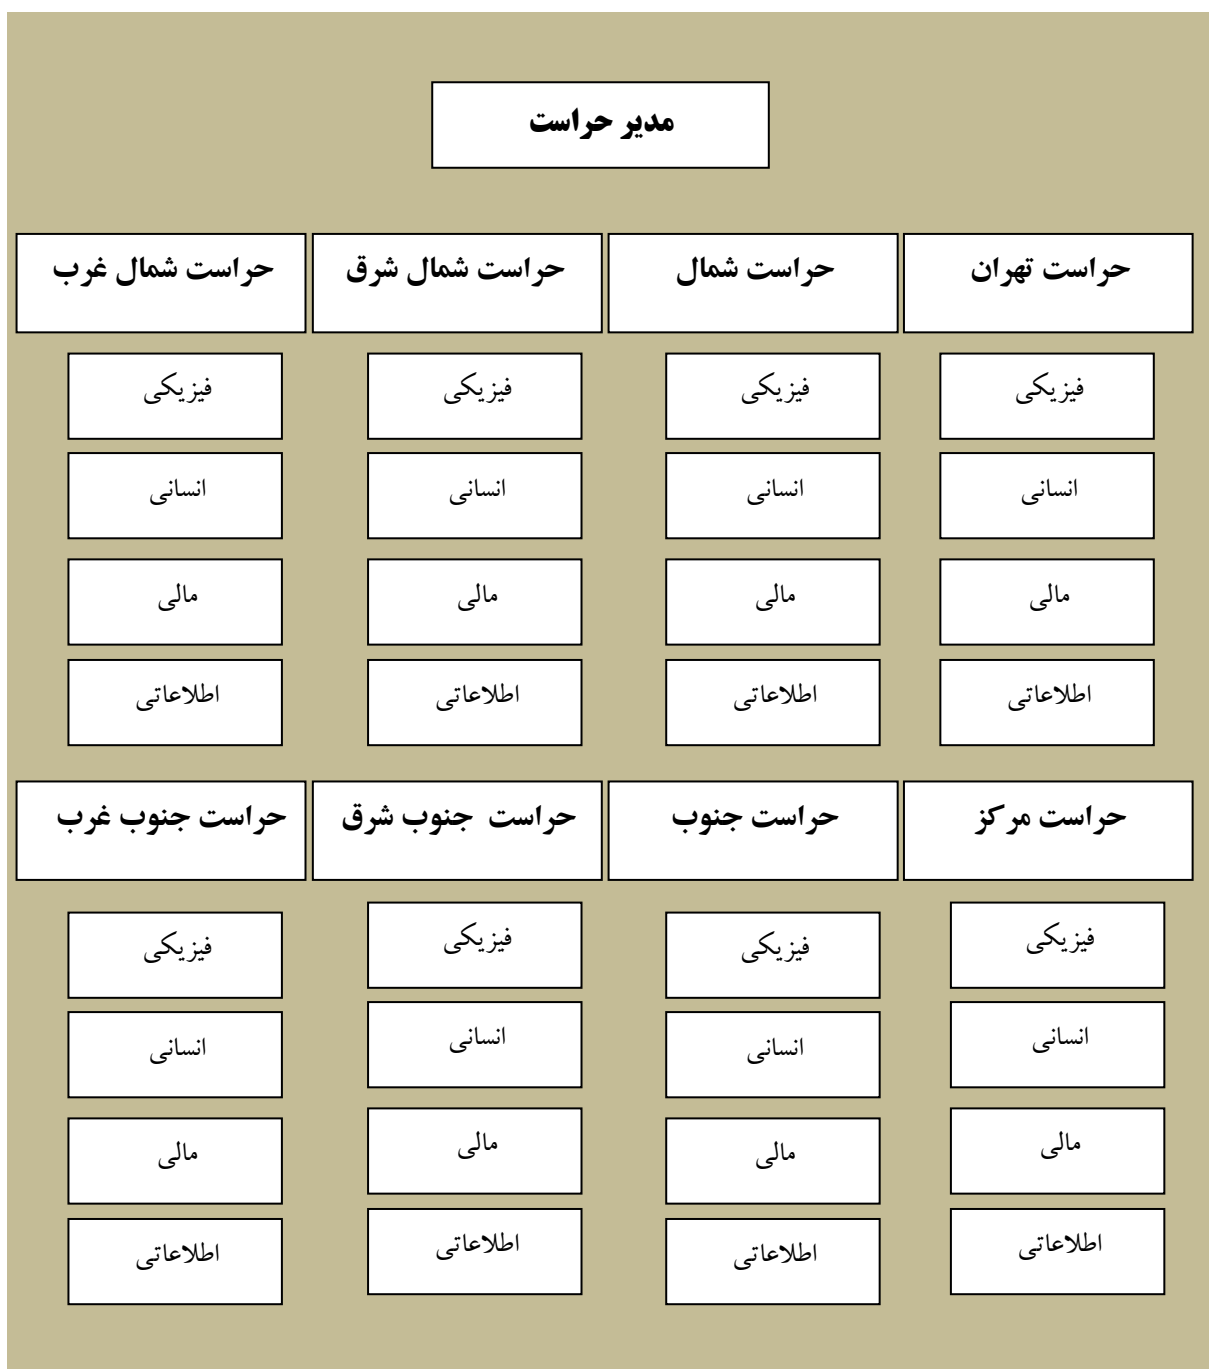 مدیر حراست
حراست تهران
حراست شمال
حراست شمال شرق
حراست شمال غرب
فیزیکی
فیزیکی
فیزیکی
فیزیکی
انسانی
انسانی
انسانی
انسانی
مالی
مالی
مالی
مالی
اطلاعاتی
اطلاعاتی
اطلاعاتی
اطلاعاتی
حراست مرکز
حراست جنوب
حراست جنوب شرق
حراست جنوب غرب
فیزیکی
فیزیکی
فیزیکی
فیزیکی
انسانی
انسانی
انسانی
انسانی
مالی
مالی
مالی
مالی
اطلاعاتی
اطلاعاتی
اطلاعاتی
اطلاعاتی